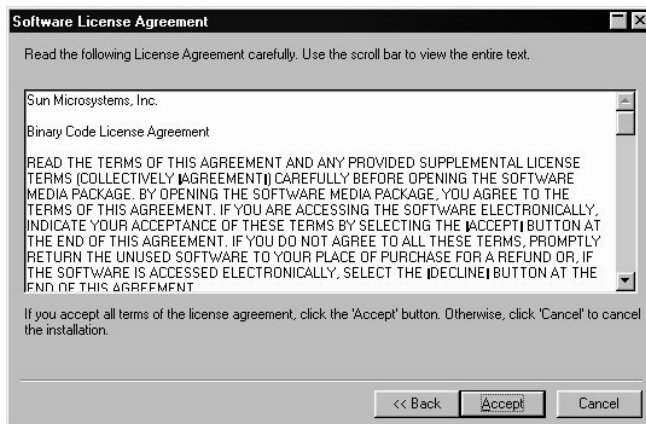 Software License Agreement
Read the following License Agreement carefully. Use the scroll bar to view the entire text.
Sun Microsystems, Inc.
Binary Code License Agreement
READ THE TERMS OF THIS AGREEMENT AND ANY PROVIDED SUPPLEMENTAL LICENSE
TERMS (COLLECTIVELY |AGREEMENT|) CAREFULLY BEFORE OPENING THE SOFTWARE
MEDIA PACKAGE. BY OPENING THE SOFTWARE MEDIA PACKAGE, YOU AGREE TO THE
TERMS OF THIS AGREEMENT. IF YOU ARE ACCESSING THE SOFTWARE ELECTRONICALLY,
INDICATE YOUR ACCEPTANCE OF THESE TERMS BY SELECTING THE |ACCEPT| BUTTON AT
THE END OF THIS AGREEMENT. IF YOU DO NOT AGREE TO ALL THESE TERMS, PROMPTLY
RETURN THE UNUSED SOFTWARE TO YOUR PLACE OF PURCHASE FOR A REFUND OR, IF
THE SOFTWARE IS ACCESSED ELECTRONICALLY, SELECT THE |DECLINE| BUTTON AT THE
END OF THIS AGREEMENT
If you accept all terms of the license agreement, click the 'Accept' button. Otherwise, click 'Cancel' to cancel
the installation.
<< Back Accept Cancel